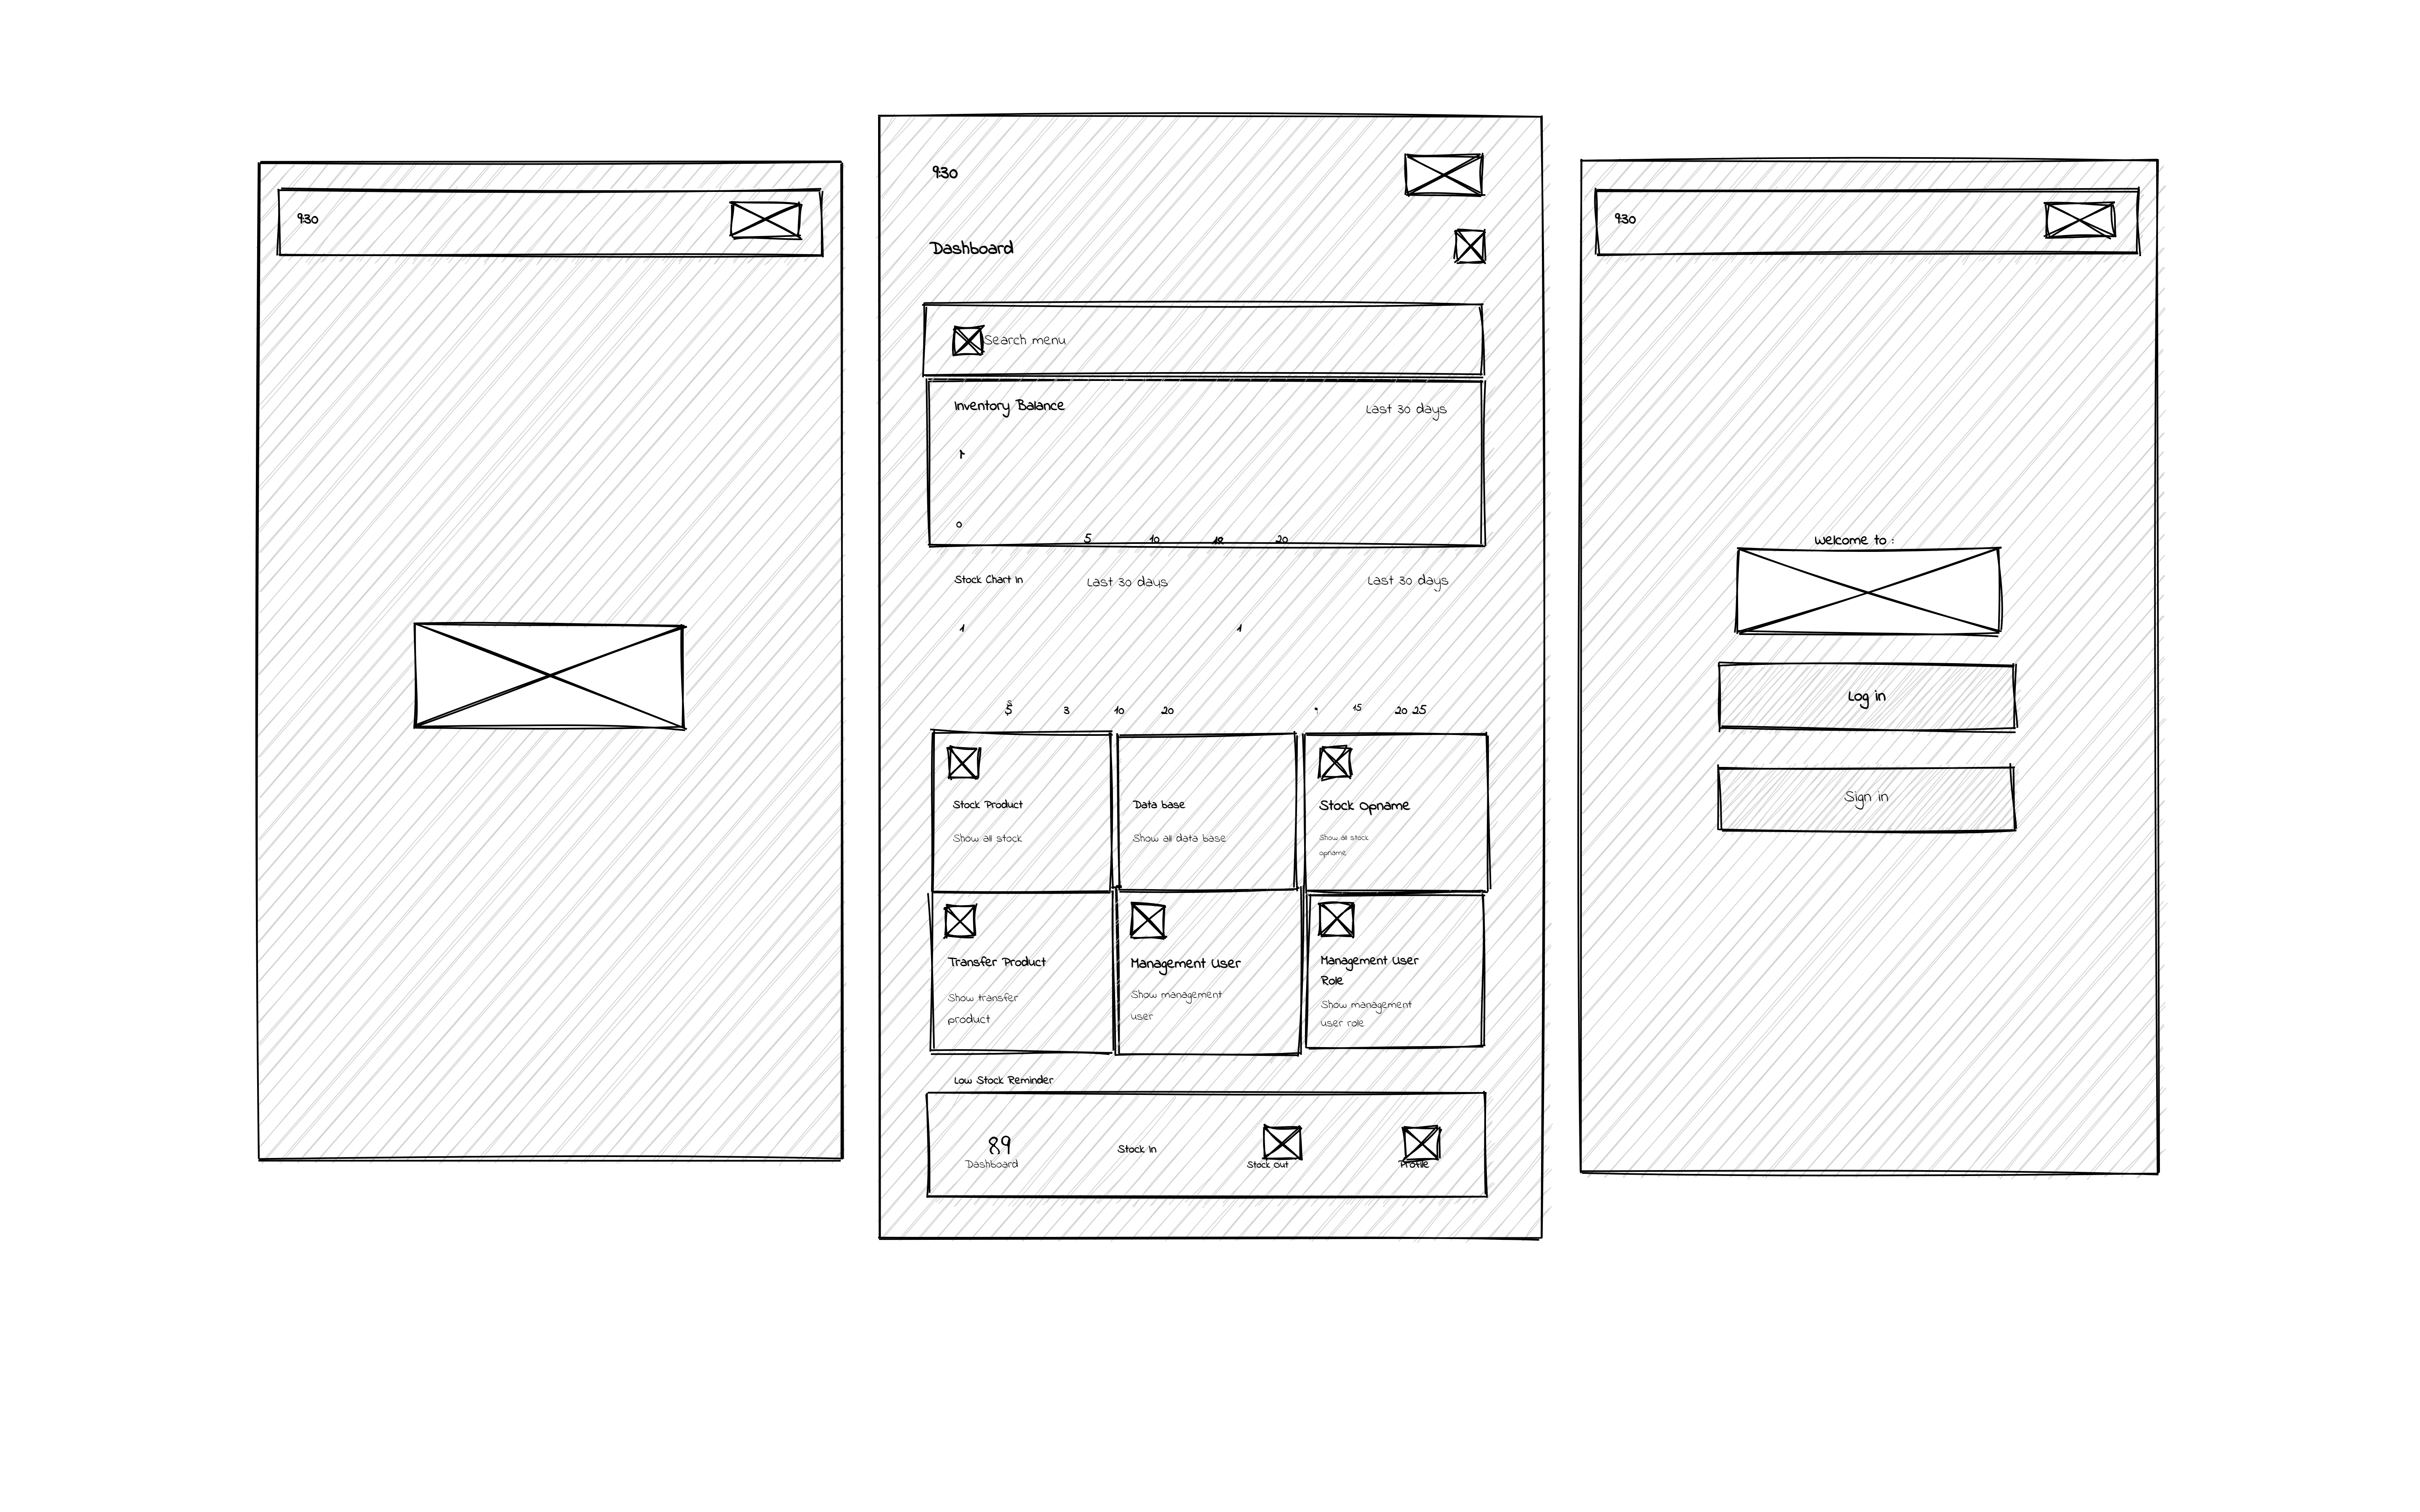 9:30
9:30
Dashboard
Search menu
Inventory Balance
Last 30 days
0
5 10 20
Stock Chart In
Last 30 days
Last 30 days
1
1
5 3 10 20
15 20 25
Stock Product
Show all stock
Data base
Show all data base
Stock Opname
Show all stock
opname
Transfer Product
Show transfer
product
Management User
Show management
user
Management User
Role
Show management
user role
Low Stock Reminder
89
Dashboard
Stock In
Stock Out
Profile
9:30
Welcome to :
Log in
Sign in